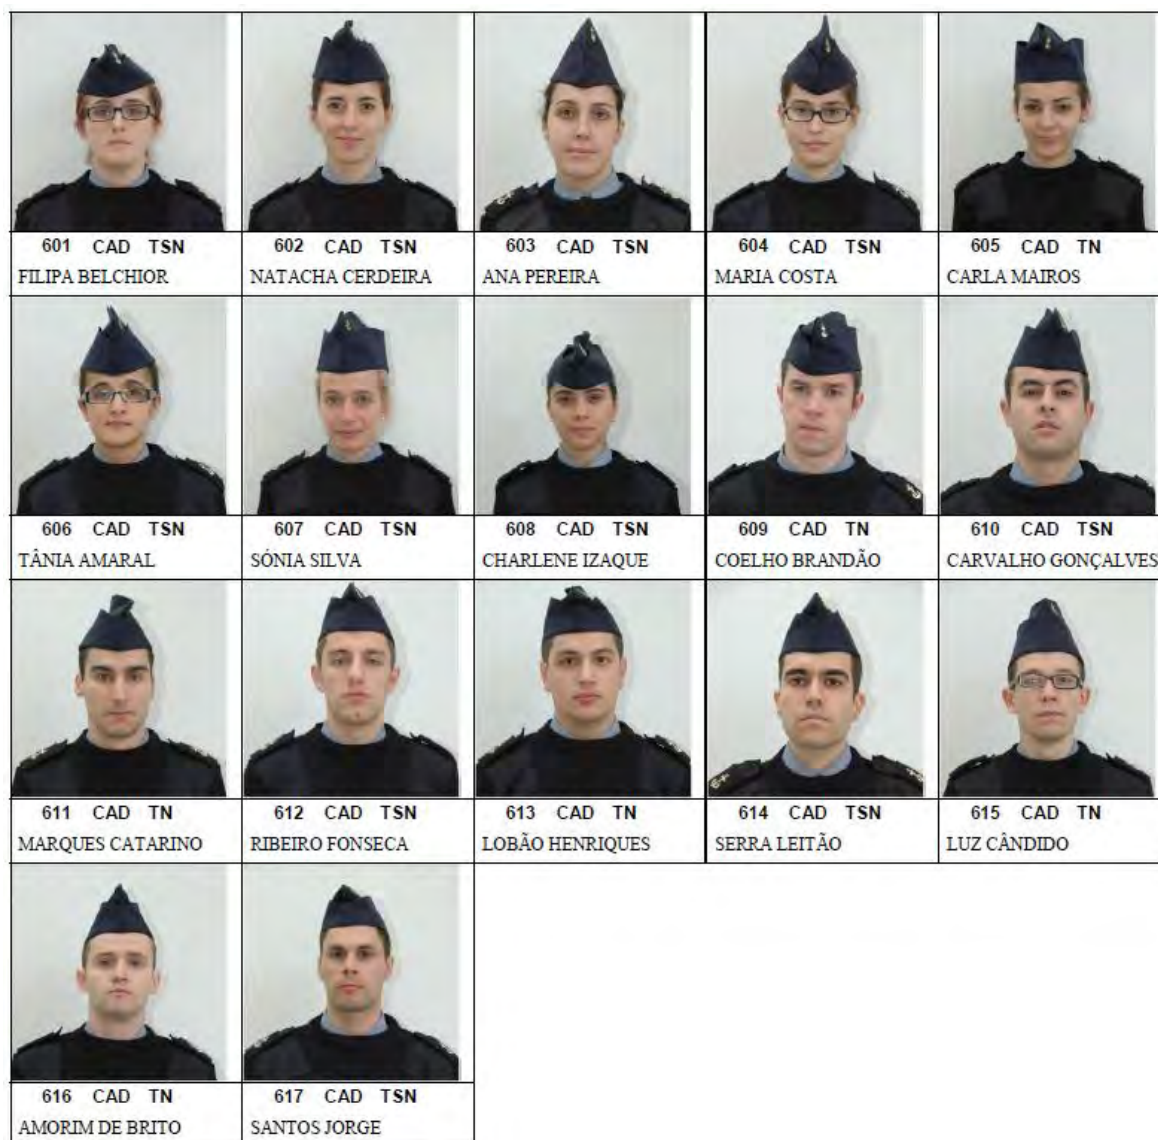 601 CAD TSN
FILIPA BELCHIOR
602 CAD TSN
NATACHA CERDEIRA
603 CAD TSN
ANA PEREIRA
604 CAD TSN
MARIA COSTA
605 CAD TN
CARLA MAIROS
606 CAD TSN
TÂNIA AMARAL
607 CAD TSN
SÓNIA SILVA
608 CAD TSN
CHARLENE IZAQUE
609 CAD TN
COELHO BRANDÃO
610 CAD TSN
CARVALHO GONÇALVES
611 CAD TN
MARQUES CATARINO
612 CAD TSN
RIBEIRO FONSECA
613 CAD TN
LOBÃO HENRIQUES
614 CAD TSN
SERRA LEITÃO
615 CAD TN
LUZ CÂNDIDO
616 CAD TN
AMORIM DE BRITO
617 CAD TSN
SANTOS JORGE